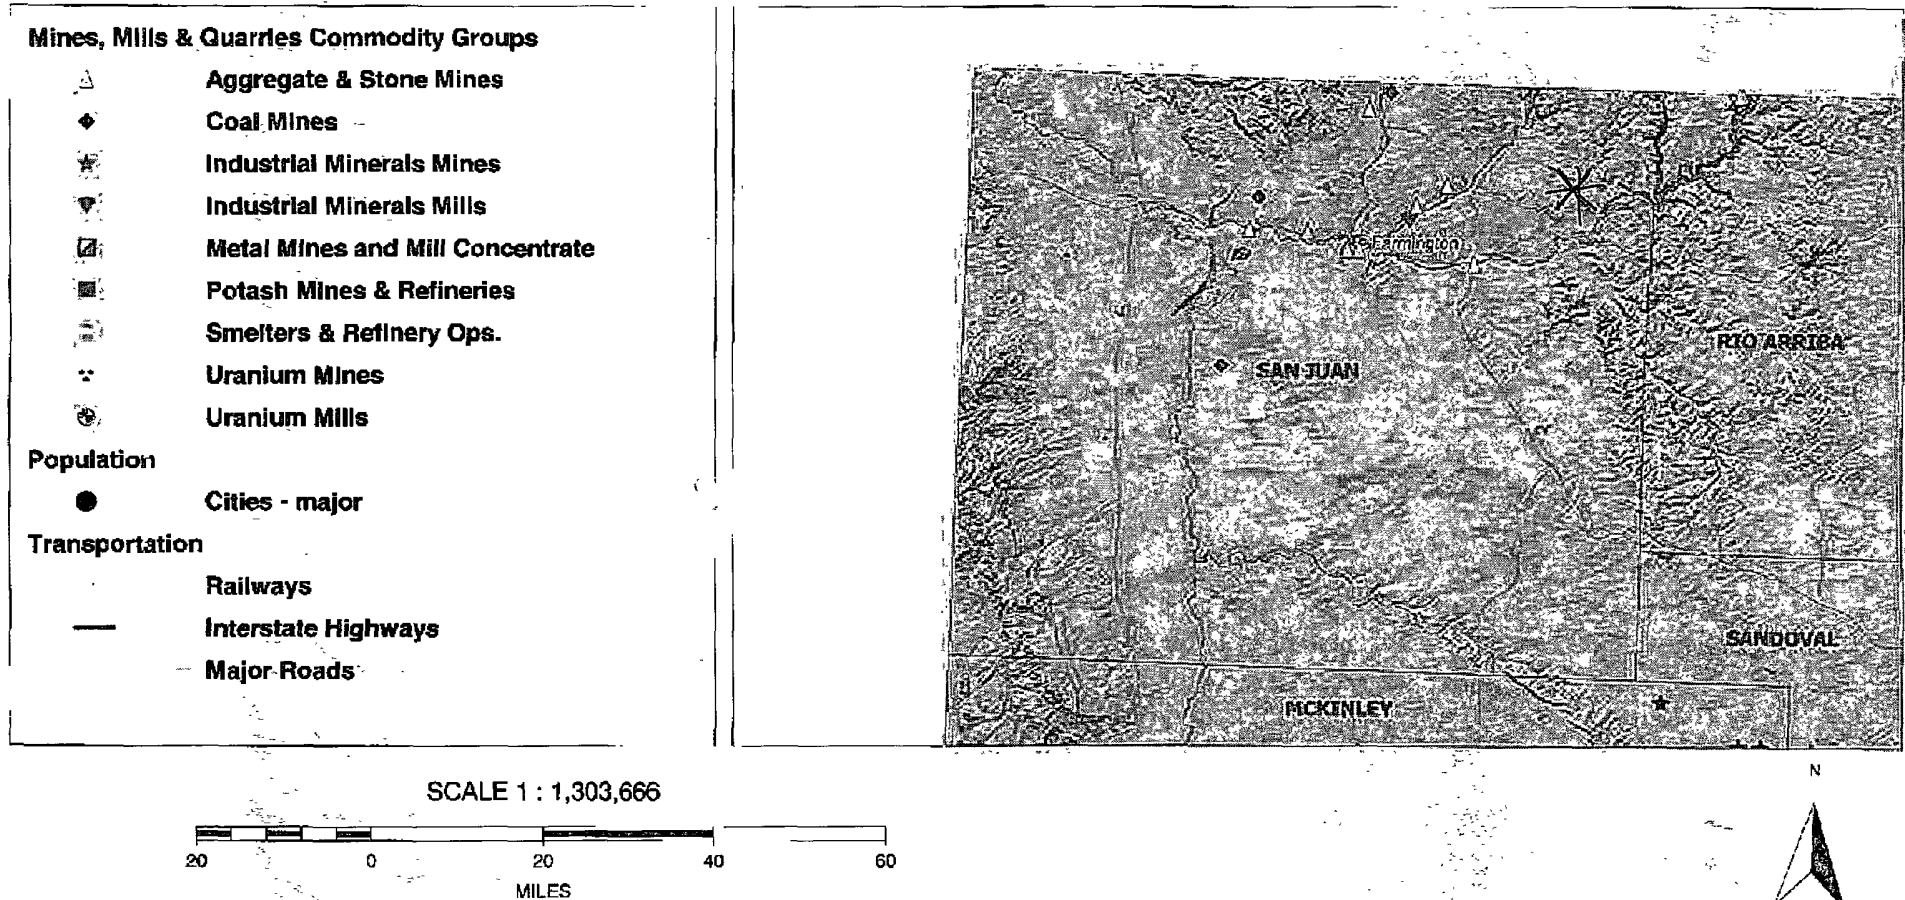 Mines, Mills & Quarries Commodity Groups
Aggregate & Stone Mines
Coal Mines
Industrial Minerals Mines
Industrial Minerals Mills
Metal Mines and Mill Concentrate
Potash Mines & Refineries
Smelters & Refinery Ops.
Uranium Mines
Uranium Mills
Population
Cities - major
Transportation
Railways
Interstate Highways
Major Roads
Farmington
RIO ARRIBA
SAN JUAN
SANDOVAL
MCKINLEY
SCALE 1 : 1,303,666
20 0 20 40 60
MILES
N